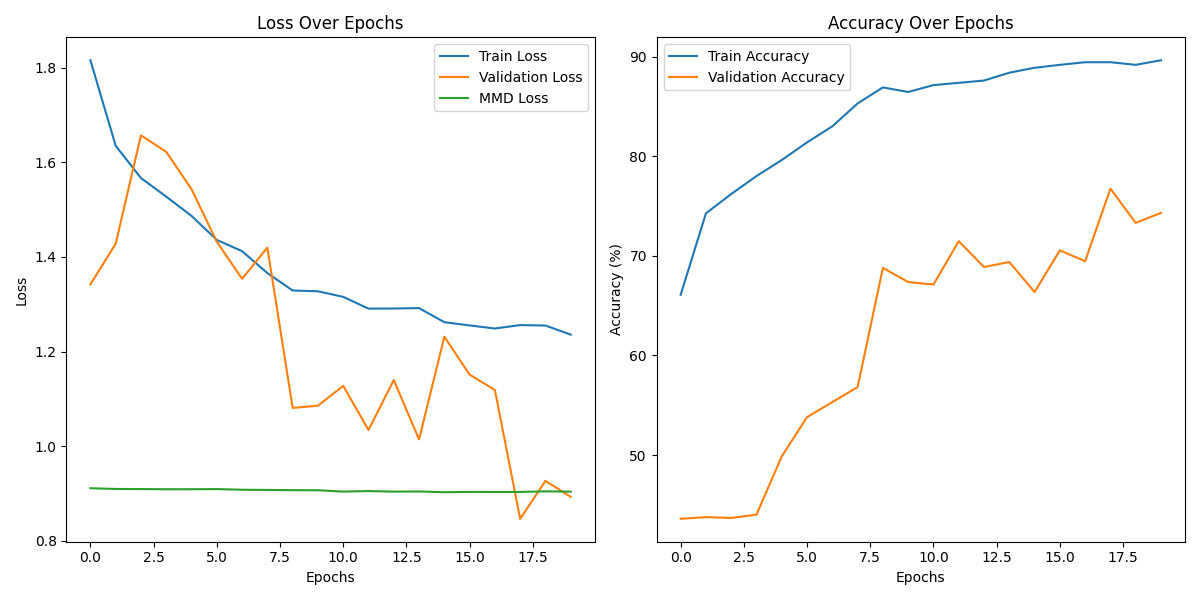 Loss Over Epochs
Train Loss
Validation Loss
MMD Loss
1.8
1.6
1.4
1.2
1.0
0.8
Loss
0.0 2.5 5.0 7.5 10.0 12.5 15.0 17.5
Epochs
Accuracy Over Epochs
Train Accuracy
Validation Accuracy
90
80
70
60
50
Accuracy (%)
0.0 2.5 5.0 7.5 10.0 12.5 15.0 17.5
Epochs